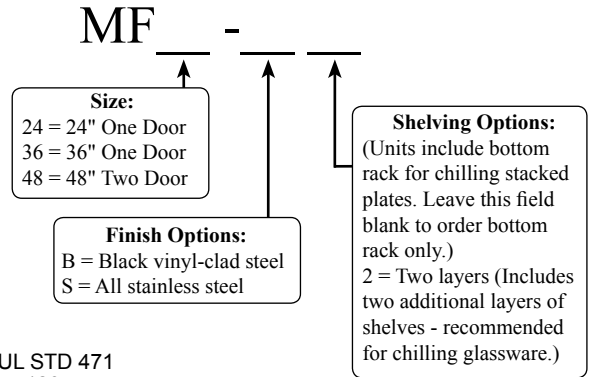 MF__ -__ __
Size:
24 = 24" One Door
36 = 36" One Door
48 = 48" Two Door
Finish Options:
B = Black vinyl-clad steel
S = All stainless steel
Shelving Options:
(Units include bottom
rack for chilling stacked
plates. Leave this field
blank to order bottom
rack only.)
2 = Two layers (Includes
two additional layers of
shelves - recommended
for chilling glassware.)
UL STD 471